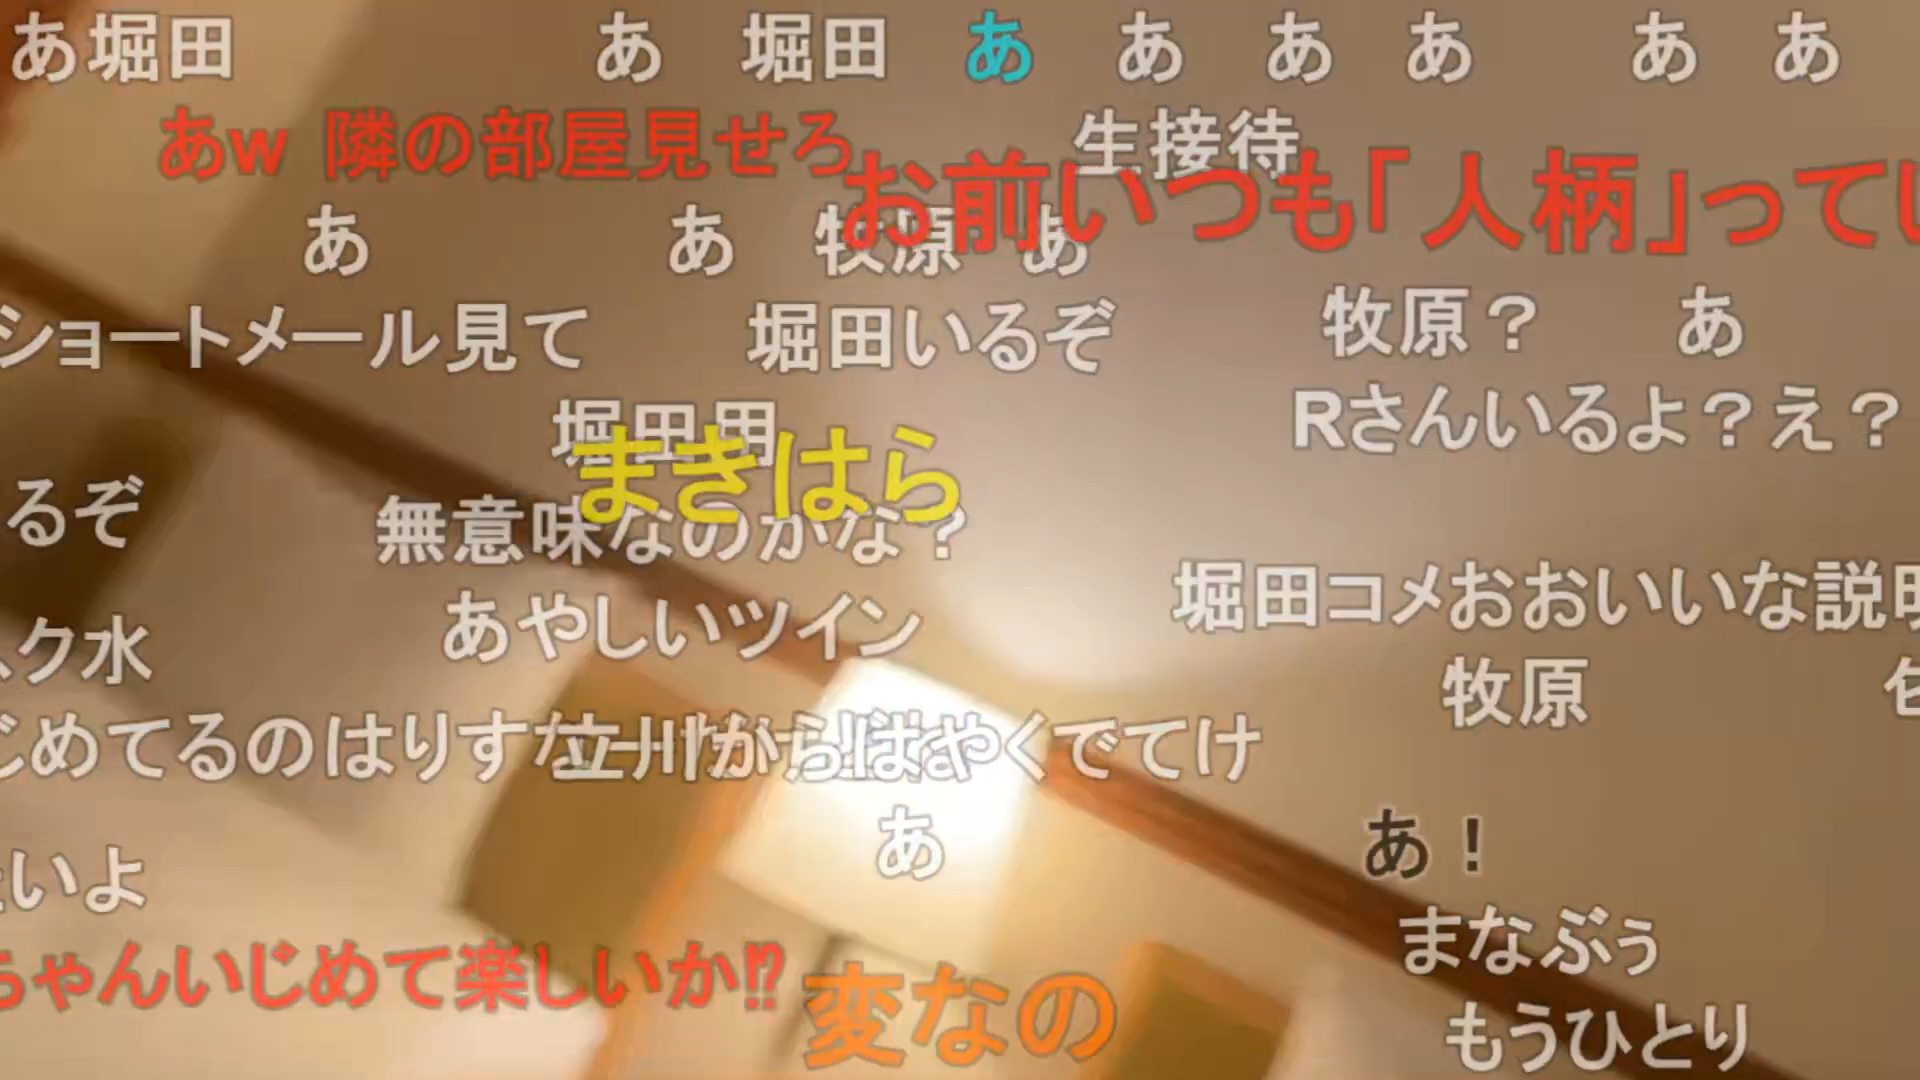 あ堀田
あ
堀田
あ
あ
あ
あ
あ
あ
あw 隣の部屋見せろ
生接待
お前いつも「人柄」って
あ
あ
牧原
あ
ショートメール見て
堀田いるぞ
牧原？
あ
Rさんいるよ？え？
堀田
まきはら
るぞ
無意味なのかな？
堀田コメおおいいな説明
あやしいツイン
ク水
牧原
じめてるのはりすな
立川からはやくでてけ
あ
あ！
いよ
まなぶぅ
ちゃんいじめて楽しいか⁉
変なの
もうひとり